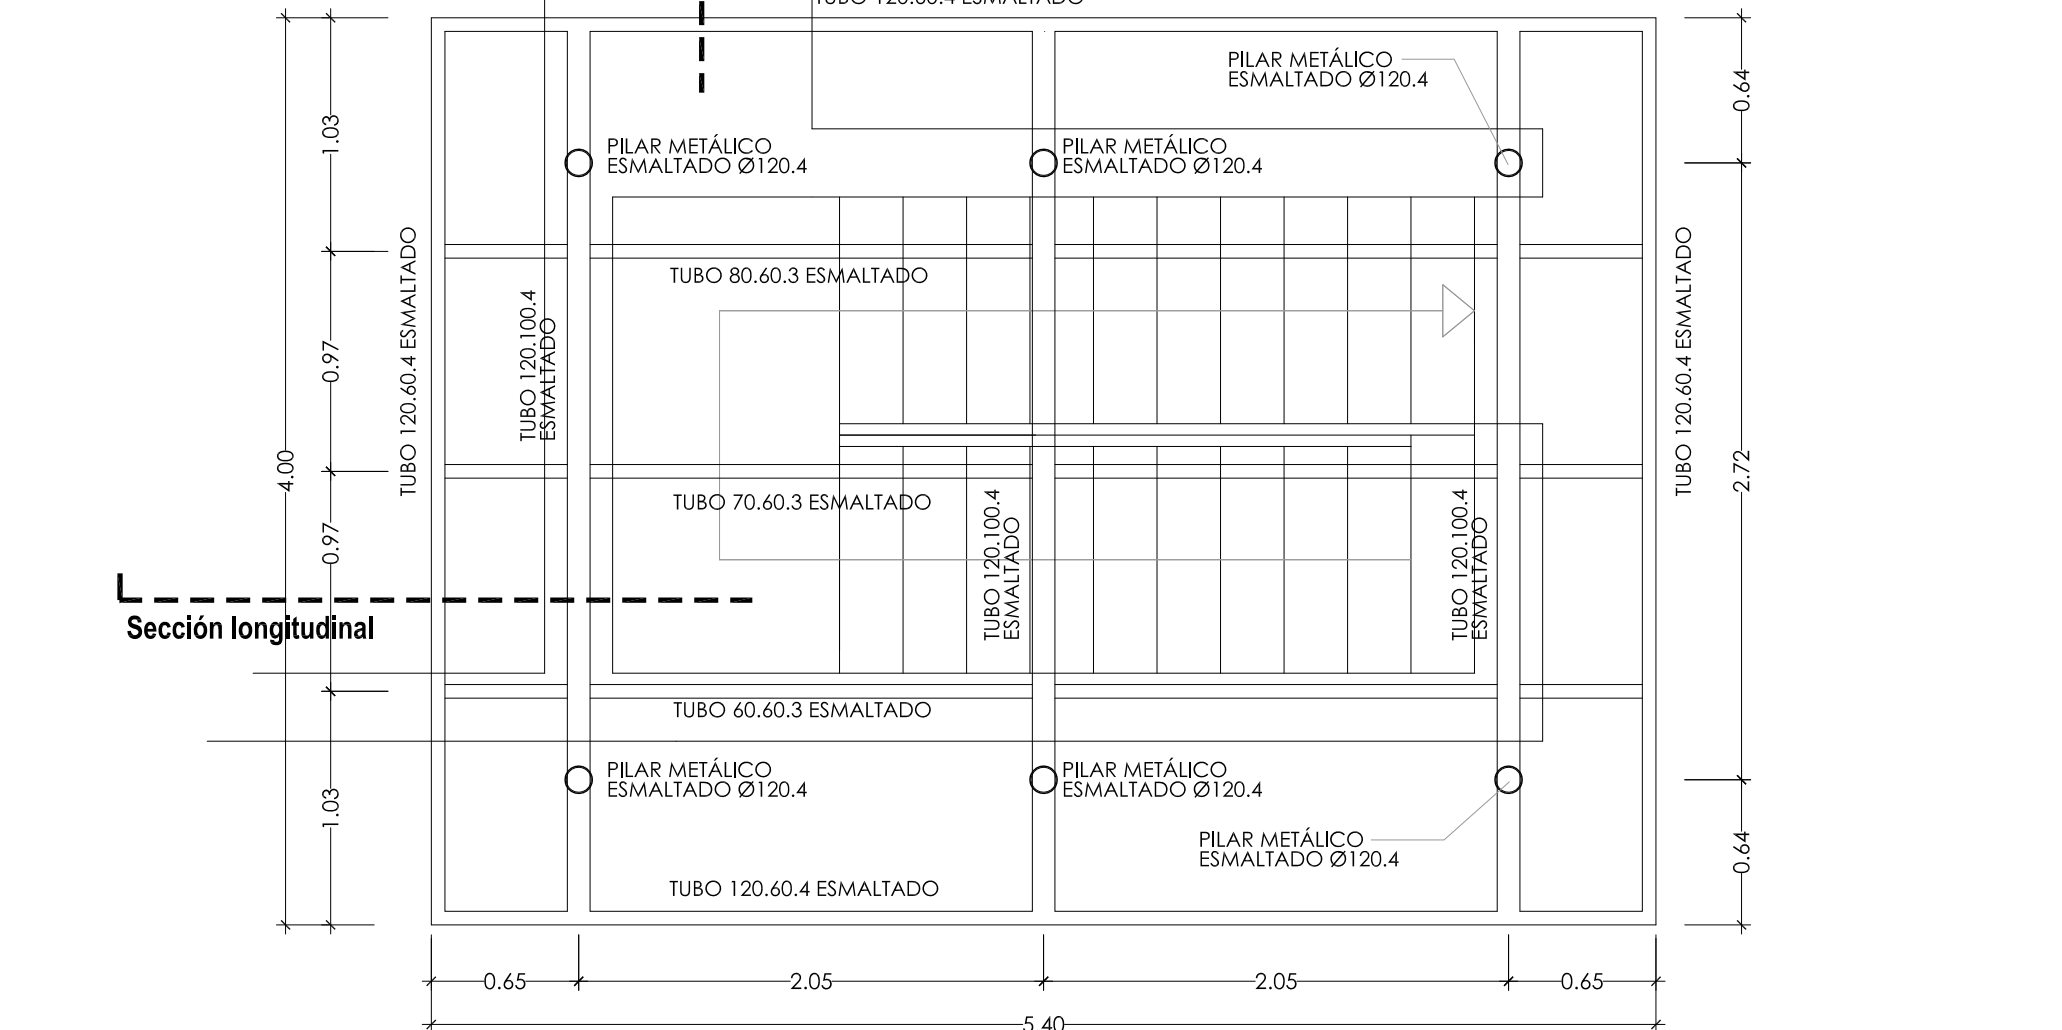 TUBO 120.60.4 ESMALTADO
PILAR METÁLICO
ESMALTADO Ø120.4
0.64
1.03
PILAR METÁLICO
ESMALTADO Ø120.4
PILAR METÁLICO
ESMALTADO Ø120.4
TUBO 80.60.3 ESMALTADO
TUBO 120.60.4 ESMALTADO
TUBO 120.100.4
ESMALTADO
TUBO 120.60.4 ESMALTADO
0.97
4.00
2.72
TUBO 70.60.3 ESMALTADO
0.97
TUBO 120.100.4
ESMALTADO
TUBO 120.100.4
ESMALTADO
Sección longitudinal
TUBO 60.60.3 ESMALTADO
PILAR METÁLICO
ESMALTADO Ø120.4
PILAR METÁLICO
ESMALTADO Ø120.4
1.03
PILAR METÁLICO
ESMALTADO Ø120.4
0.64
TUBO 120.60.4 ESMALTADO
0.65
2.05
2.05
0.65
5.40